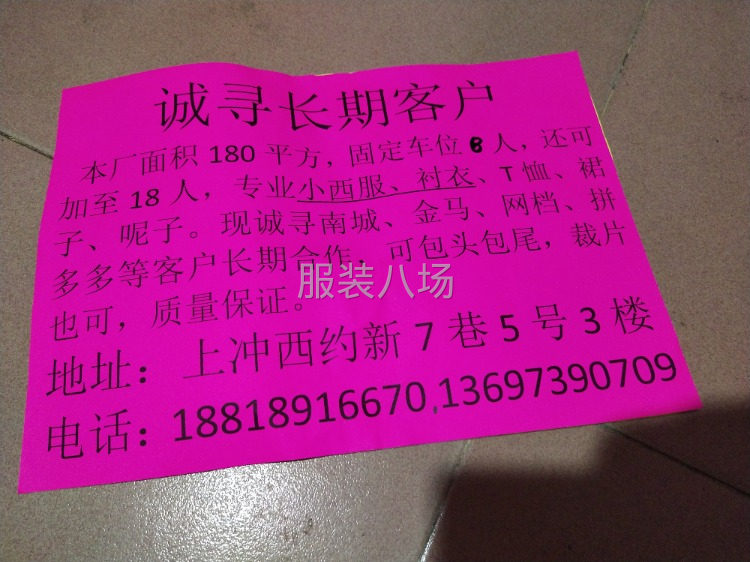 诚寻长期客户
本厂面积 180 平方，固定车位 8 人，还可
加至 18 人，专业小西服、衬衣、T 恤、裙
子、呢子。现诚寻南城、金马、网档、拼
多多等客户长期合作，可包头包尾，裁片
也可，质量保证。
服装八场
地址：上冲西约新 7 巷 5 号 3 楼
电话：18818916670,13697390709